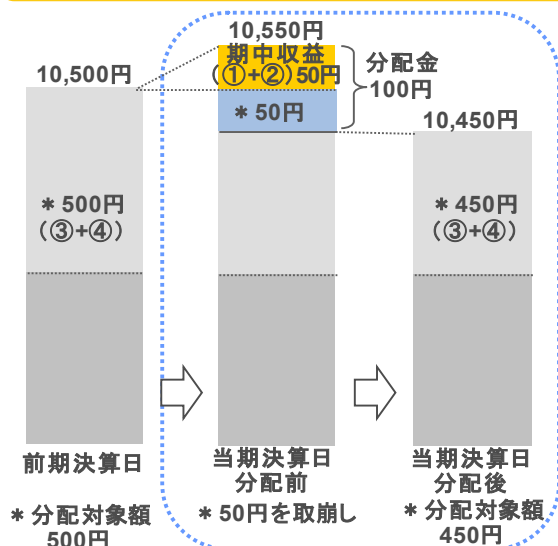 10,500円
＊500円
（③+④）
前期決算日
＊分配対象額
500円
10,550円
期中収益
（①+②）50円
＊50円
分配金
100円
当期決算日
分配前
＊50円を取崩し
10,450円
＊450円
（③+④）
当期決算日
分配後
＊分配対象額
450円